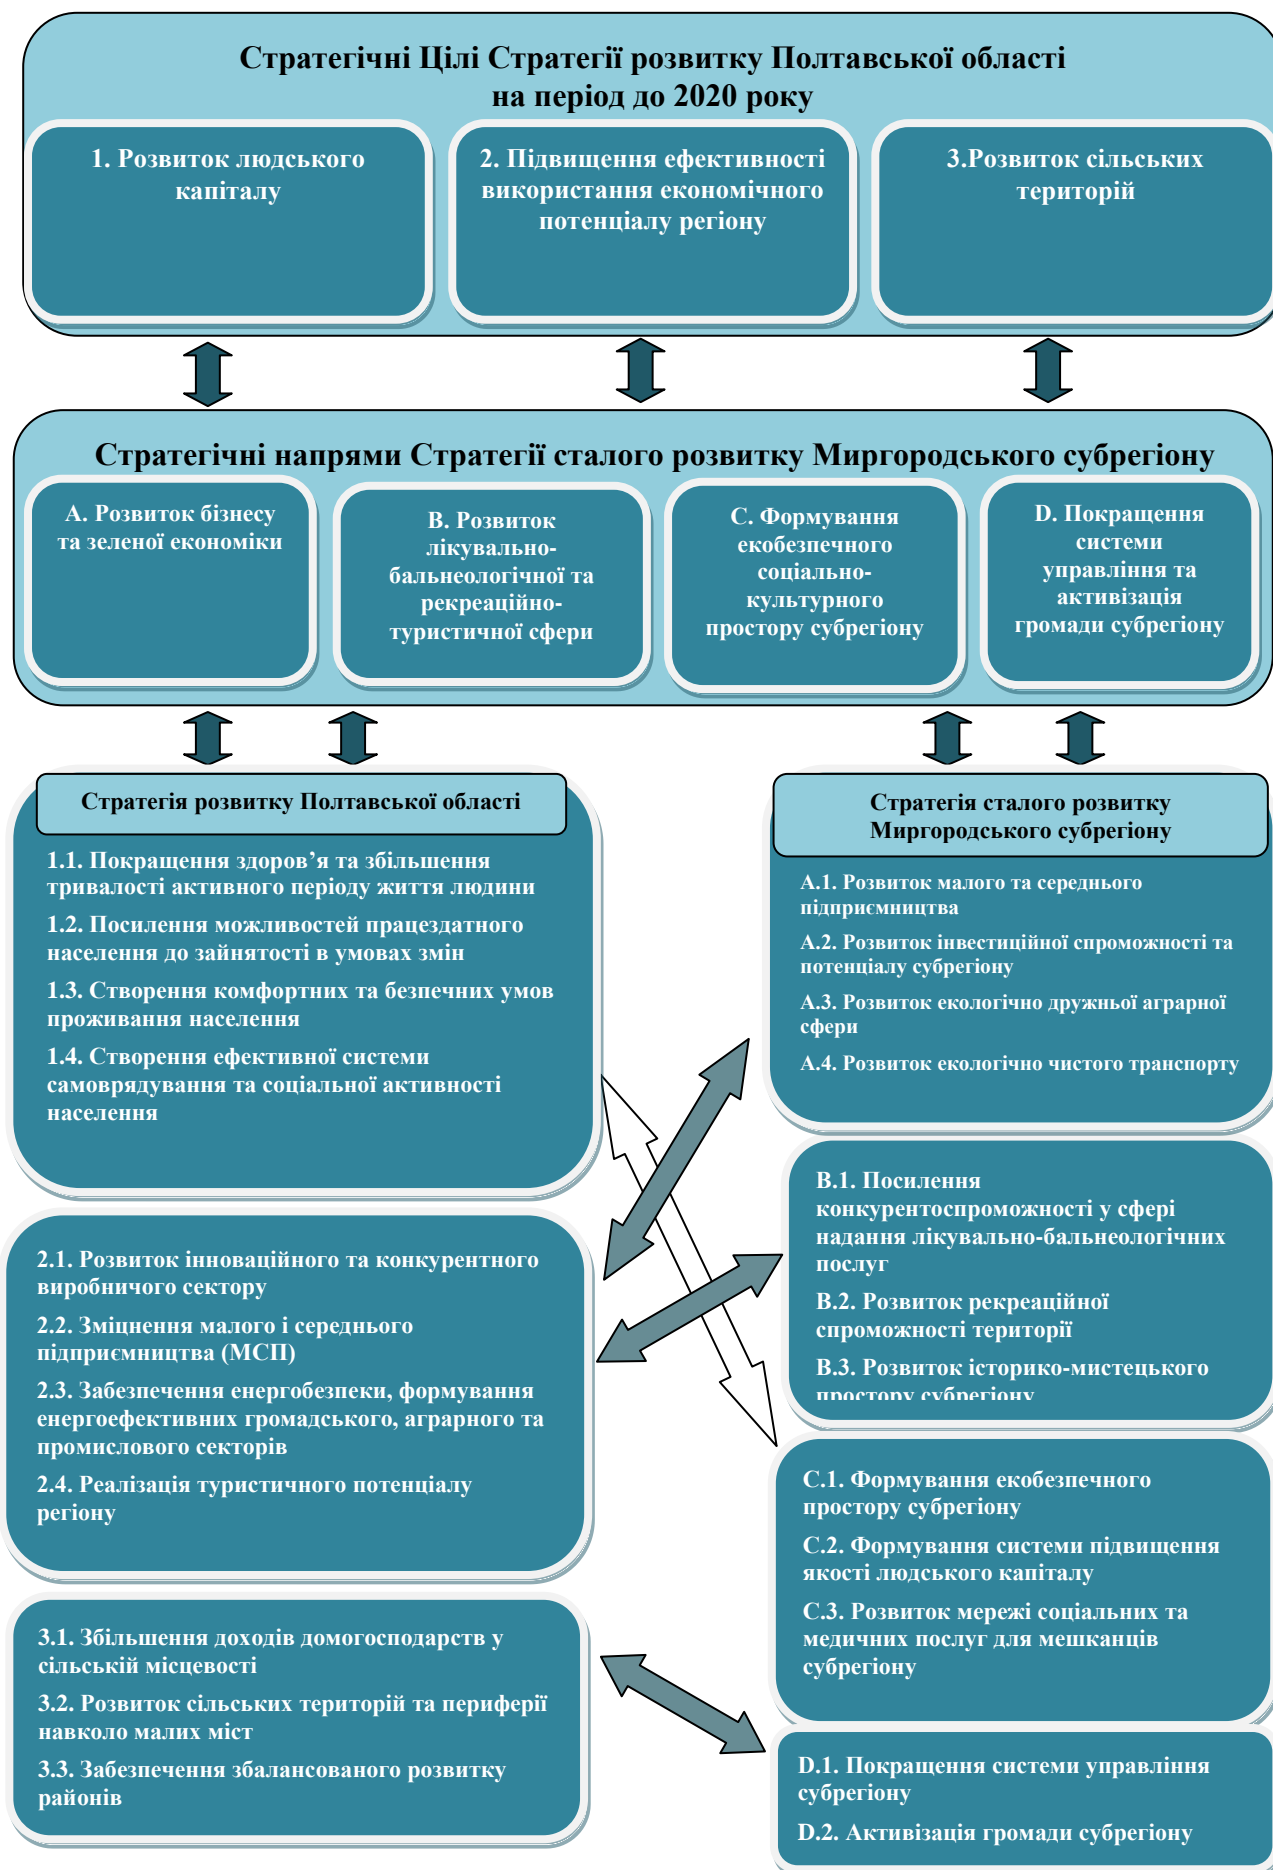 Стратегічні Цілі Стратегії розвитку Полтавської області
на період до 2020 року
1. Розвиток людського
капіталу
2. Підвищення ефективності
використання економічного
потенціалу регіону
3.Розвиток сільських
територій
Стратегічні напрями Стратегії сталого розвитку Миргородського субрегіону
А. Розвиток бізнесу
та зеленої економіки
В. Розвиток
лікувально-
бальнеологічної та
рекреаційно-
туристичної сфери
С. Формування
екобезпечного
соціально-
культурного
простору субрегіону
D. Покращення
системи
управління та
активізація
громади субрегіону
Стратегія розвитку Полтавської області
1.1. Покращення здоров’я та збільшення
тривалості активного періоду життя людини
1.2. Посилення можливостей працездатного
населення до зайнятості в умовах змін
1.3. Створення комфортних та безпечних умов
проживання населення
1.4. Створення ефективної системи
самоврядування та соціальної активності
населення
2.1. Розвиток інноваційного та конкурентного
виробничого сектору
2.2. Зміцнення малого і середнього
підприємництва (МСП)
2.3. Забезпечення енергобезпеки, формування
енергоефективних громадського, аграрного та
промислового секторів
2.4. Реалізація туристичного потенціалу
регіону
3.1. Збільшення доходів домогосподарств у
сільській місцевості
3.2. Розвиток сільських територій та периферії
навколо малих міст
3.3. Забезпечення збалансованого розвитку
районів
Стратегія сталого розвитку
Миргородського субрегіону
А.1. Розвиток малого та середнього
підприємництва
А.2. Розвиток інвестиційної спроможності та
потенціалу субрегіону
А.3. Розвиток екологічно дружньої аграрної
сфери
А.4. Розвиток екологічно чистого транспорту
В.1. Посилення
конкурентоспроможності у сфері
надання лікувально-бальнеологічних
послуг
В.2. Розвиток рекреаційної
спроможності території
В.3. Розвиток історико-мистецького
простору субрегіону
С.1. Формування екобезпечного
простору субрегіону
С.2. Формування системи підвищення
якості людського капіталу
С.3. Розвиток мережі соціальних та
медичних послуг для мешканців
субрегіону
D.1. Покращення системи управління
субрегіону
D.2. Активізація громади субрегіону